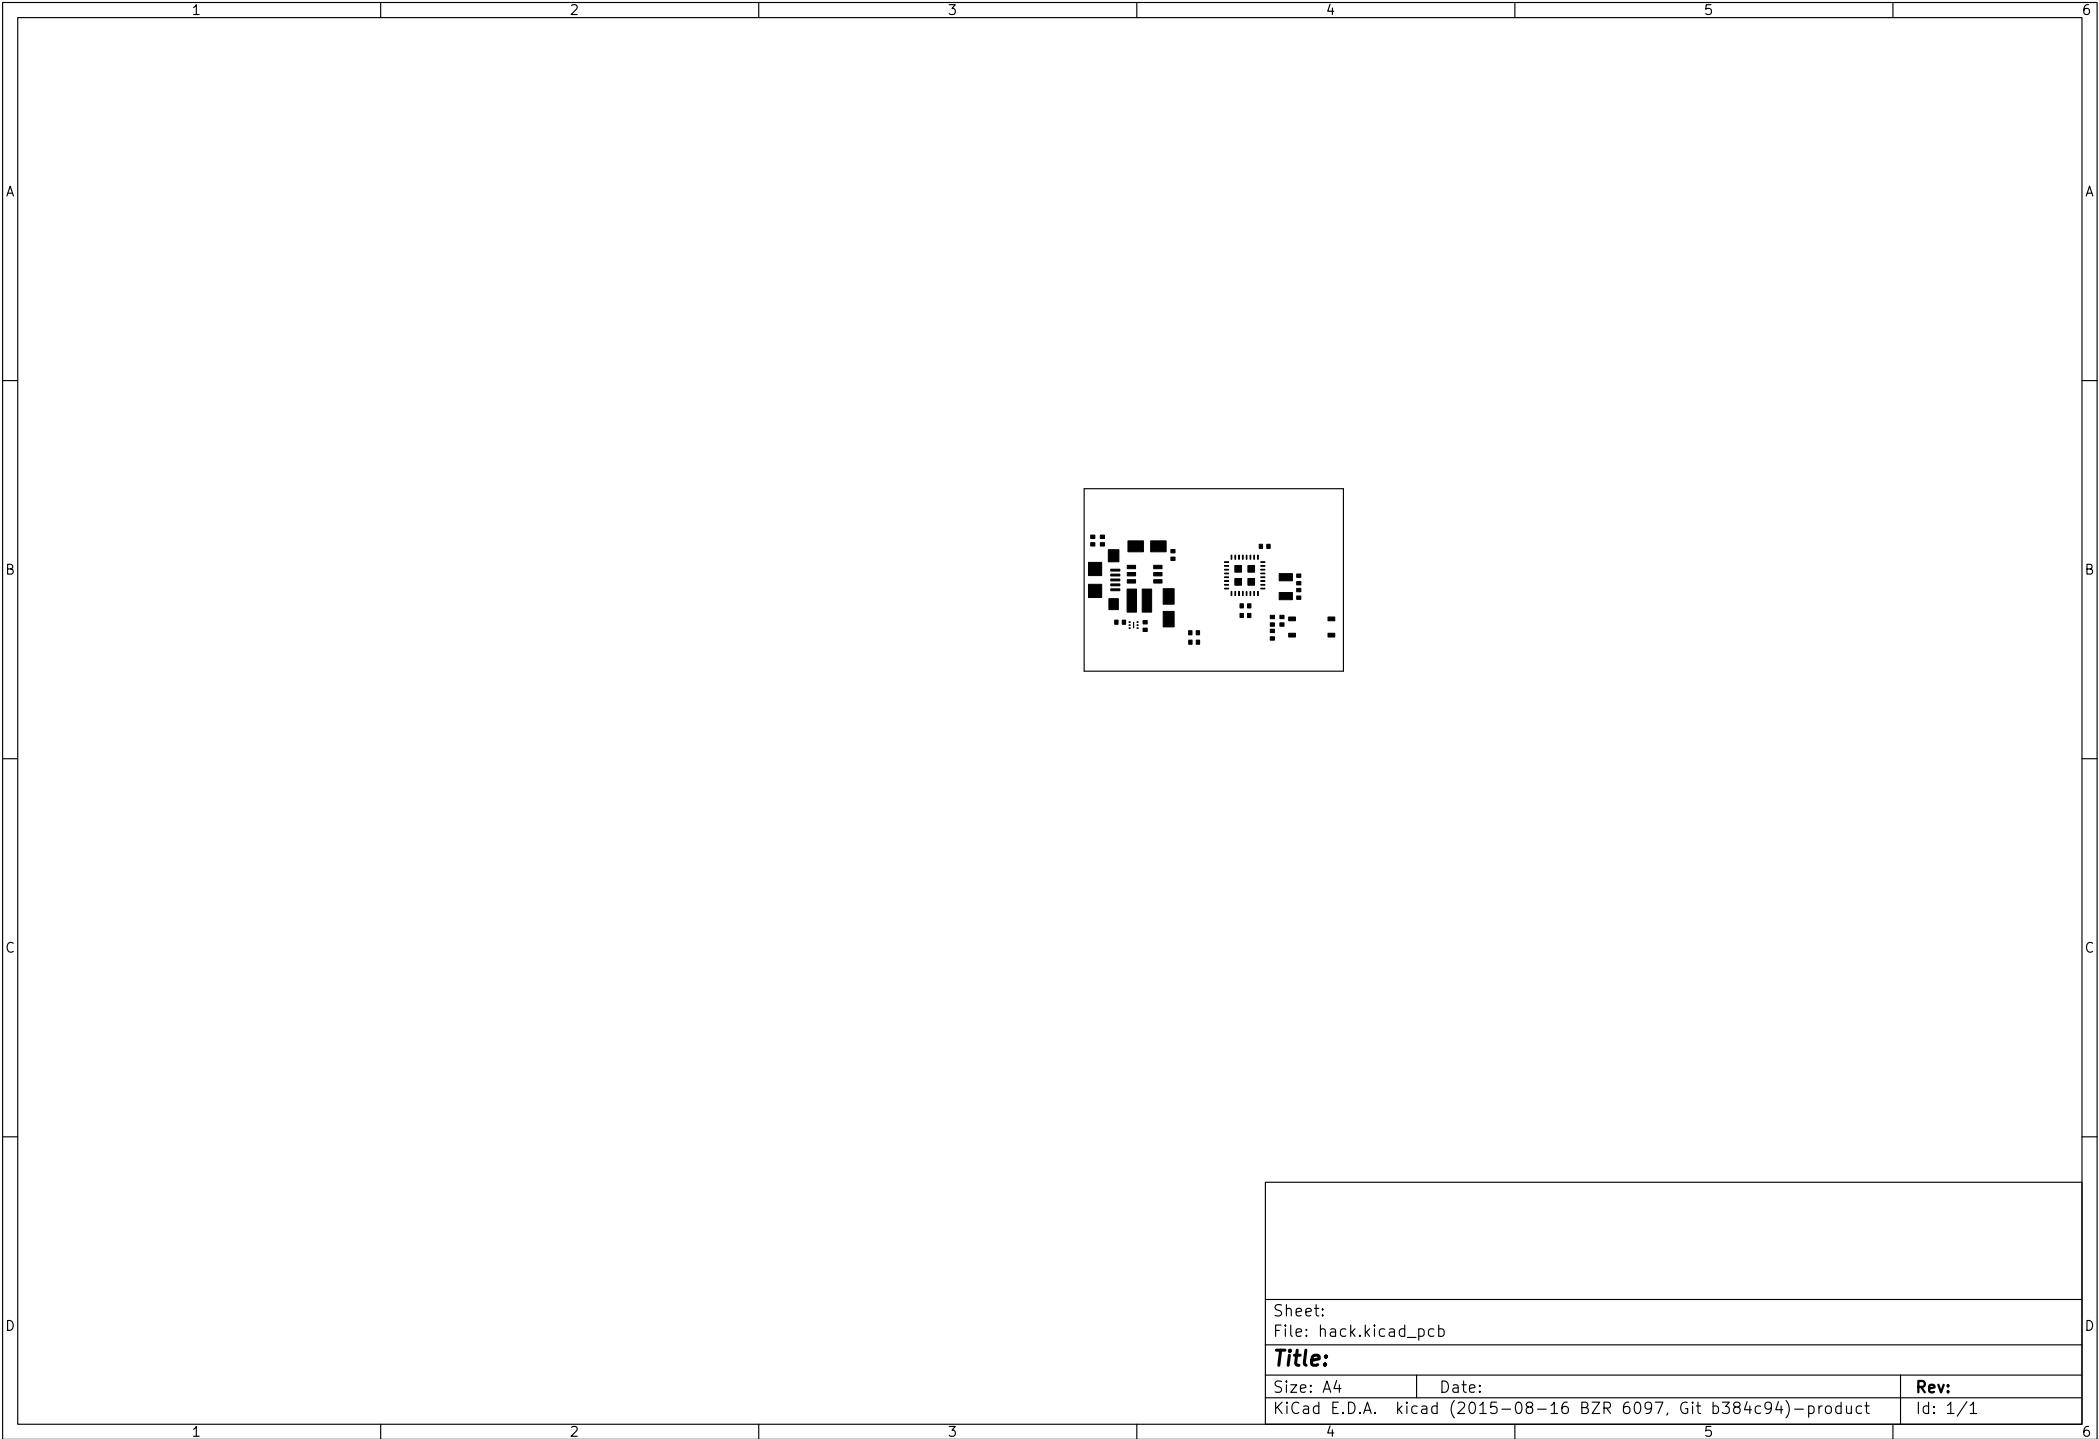 1 2 3 4 5 6
A A
B B
C C
D D
Sheet:
File: hack.kicad_pcb
Title:
Size: A4 Date: Rev:
KiCad E.D.A. kicad (2015-08-16 BZR 6097, Git b384c94)-product Id: 1/1
1 2 3 4 5 6